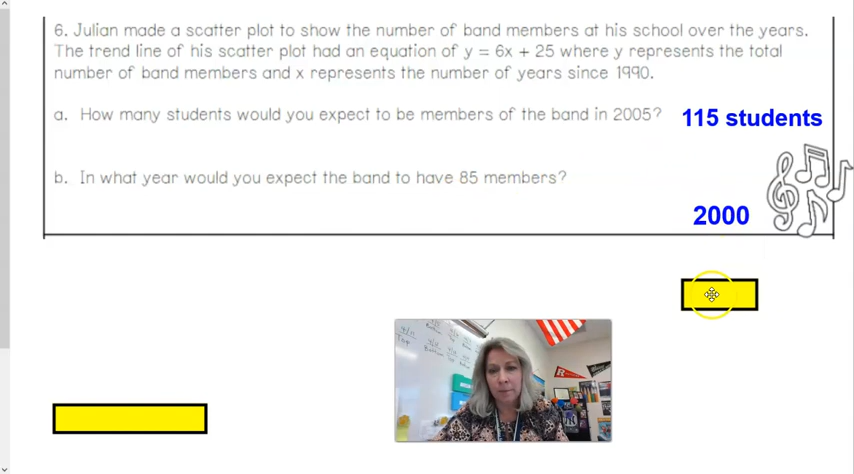 6. Julian made a scatter plot to show the number of band members at his school over the years.
The trend line of his scatter plot had an equation of y = 6x + 25 where y represents the total
number of band members and x represents the number of years since 1990.
a. How many students would you expect to be members of the band in 2005?
115 students
b. In what year would you expect the band to have 85 members?
2000